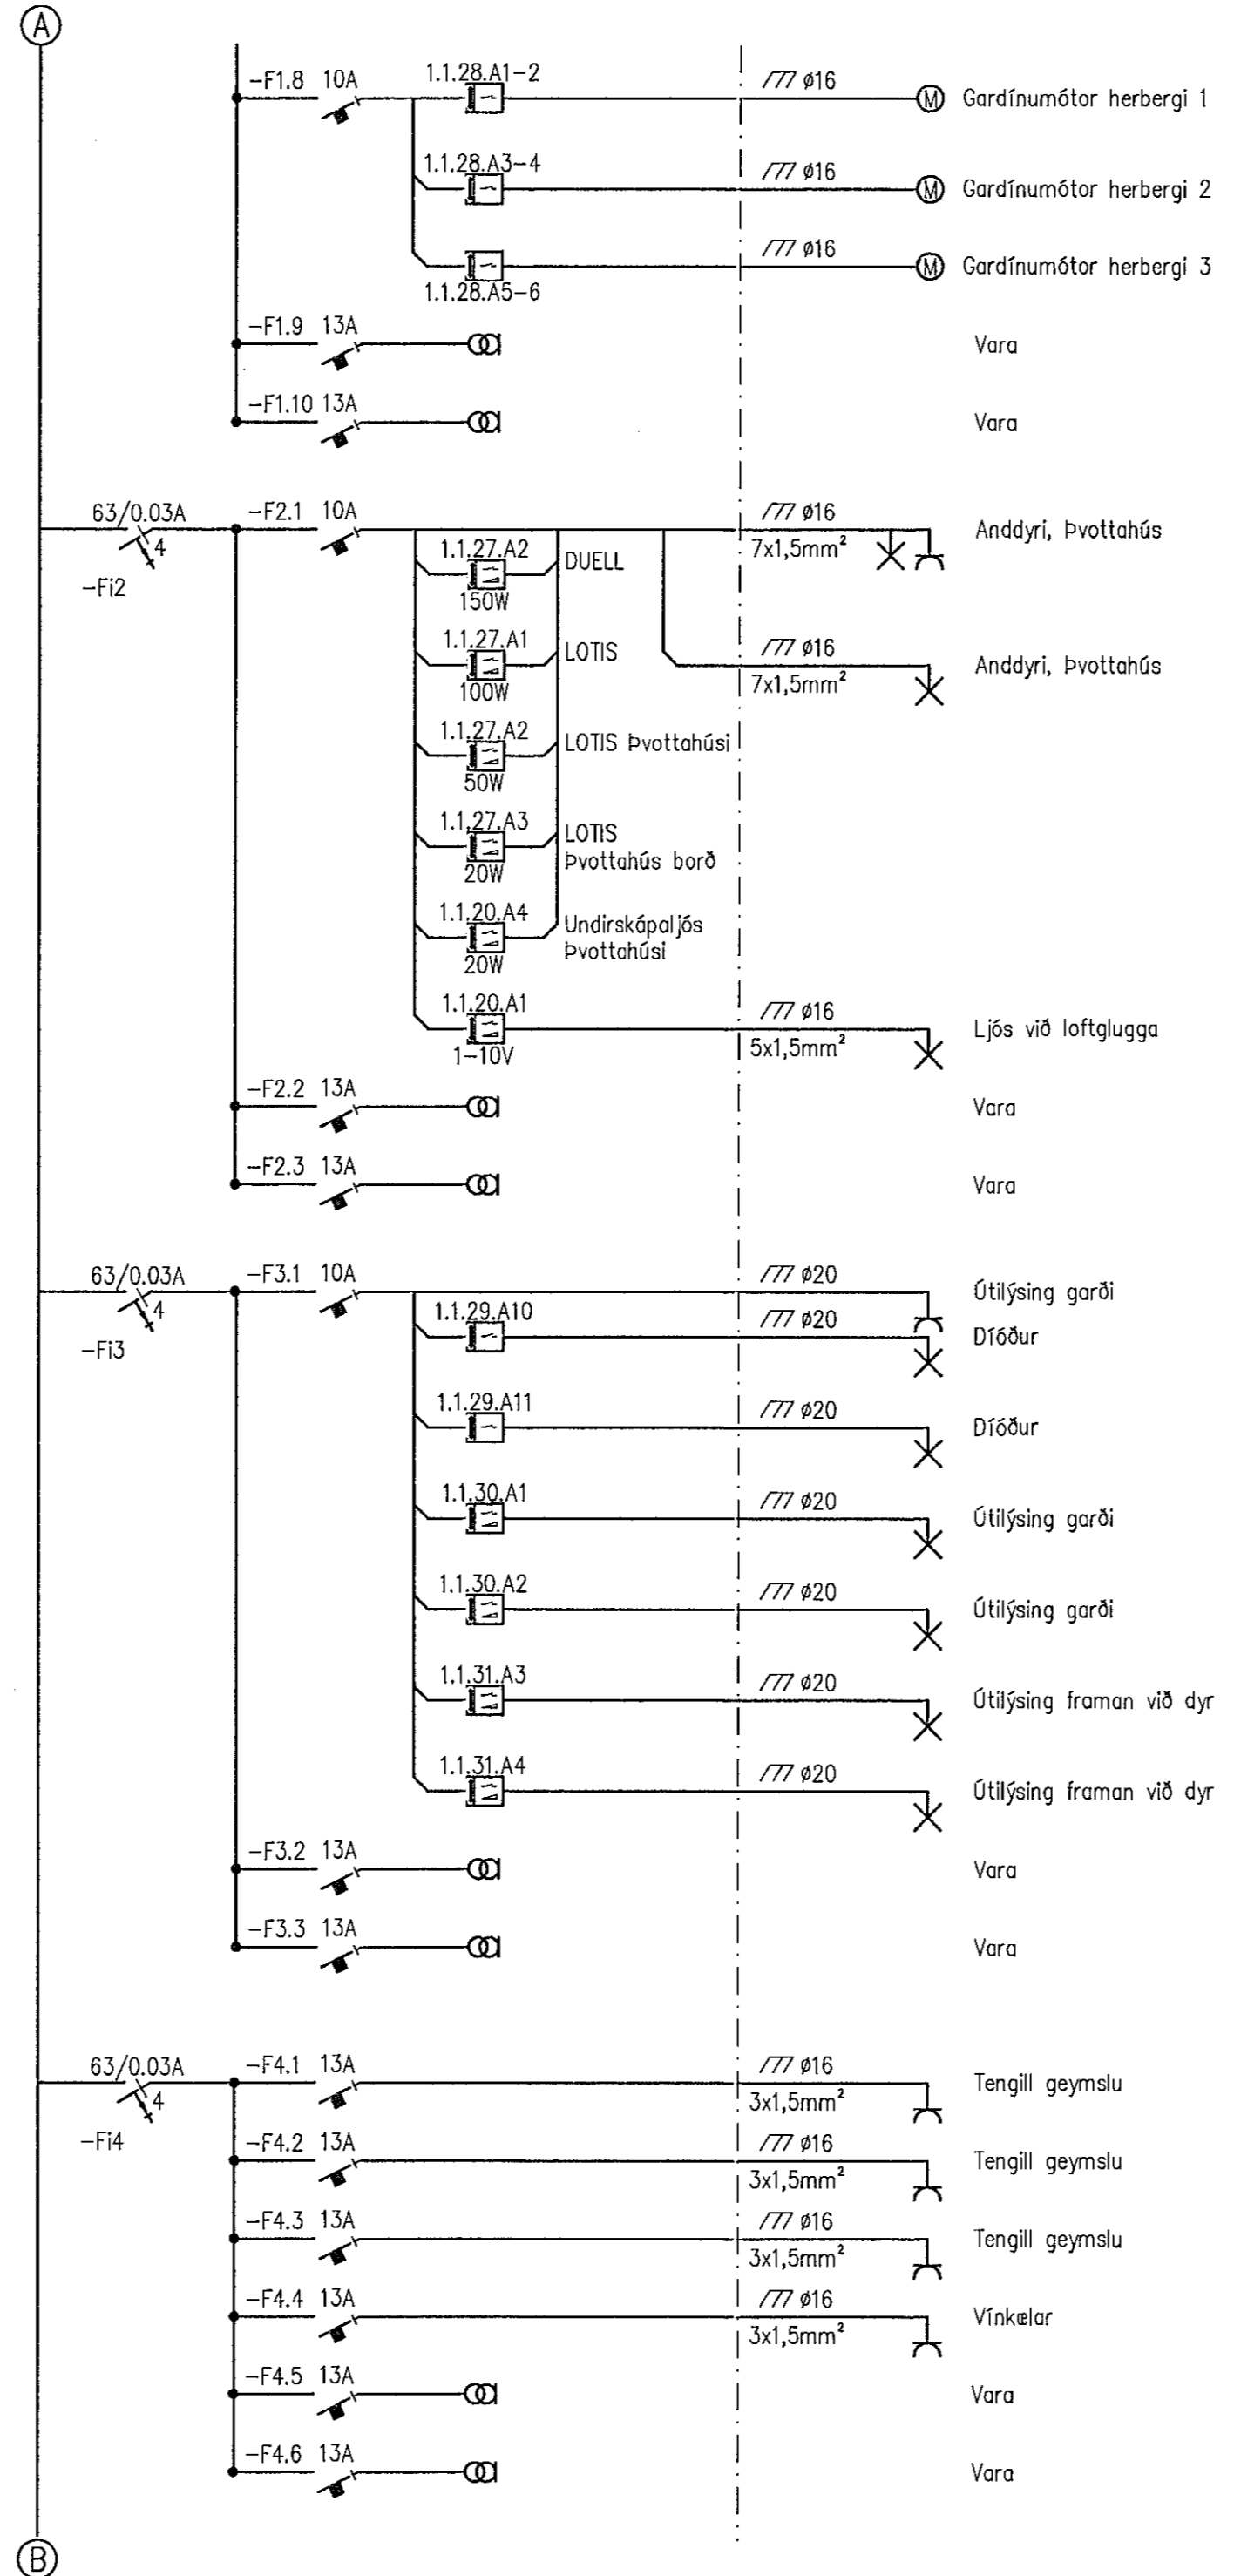 A
-F1.8 10A 1.1.28.A1-2 ø16 M Gardínumótor herbergi 1
1.1.28.A3-4 ø16 M Gardínumótor herbergi 2
ø16 M Gardínumótor herbergi 3
1.1.28.A5-6
-F1.9 13A Vara
-F1.10 13A Vara
63/0.03A -F2.1 10A ø16 Anddyri, Þvottahús
4 7x1,5mm²
-Fi2
1.1.27.A2 DUELL
150W
1.1.27.A1 LOTIS ø16 Anddyri, Þvottahús
100W 7x1,5mm²
1.1.27.A2 LOTIS Þvottahúsi
50W
1.1.27.A3 LOTIS
20W Þvottahús borð
1.1.20.A4 Undirskápaljós
20W Þvottahúsi
1.1.20.A1 ø16 Ljós við loftglugga
1-10V 5x1,5mm²
-F2.2 13A Vara
-F2.3 13A Vara
63/0.03A -F3.1 10A ø20 Útilýsing garði
4
-Fi3
1.1.29.A10 ø20 Díóður
1.1.29.A11 ø20 Díóður
1.1.30.A1 ø20 Útilýsing garði
1.1.30.A2 ø20 Útilýsing garði
1.1.31.A3 ø20 Útilýsing framan við dyr
1.1.31.A4 ø20 Útilýsing framan við dyr
-F3.2 13A Vara
-F3.3 13A Vara
63/0.03A -F4.1 13A ø16 Tengill geymslu
4 3x1,5mm²
-Fi4
-F4.2 13A ø16 Tengill geymslu
3x1,5mm²
-F4.3 13A ø16 Tengill geymslu
3x1,5mm²
-F4.4 13A ø16 Vínkælar
3x1,5mm²
-F4.5 13A Vara
-F4.6 13A Vara
B